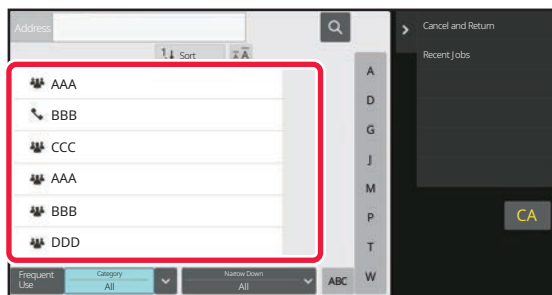 Address
Sort
A A
AAA
BBB
CCC
AAA
BBB
DDD
A
D
G
J
M
P
T
W
ABC
Frequent
Use
Category
All
Narrow Down
All
Cancel and Return
Recent Jobs
CA